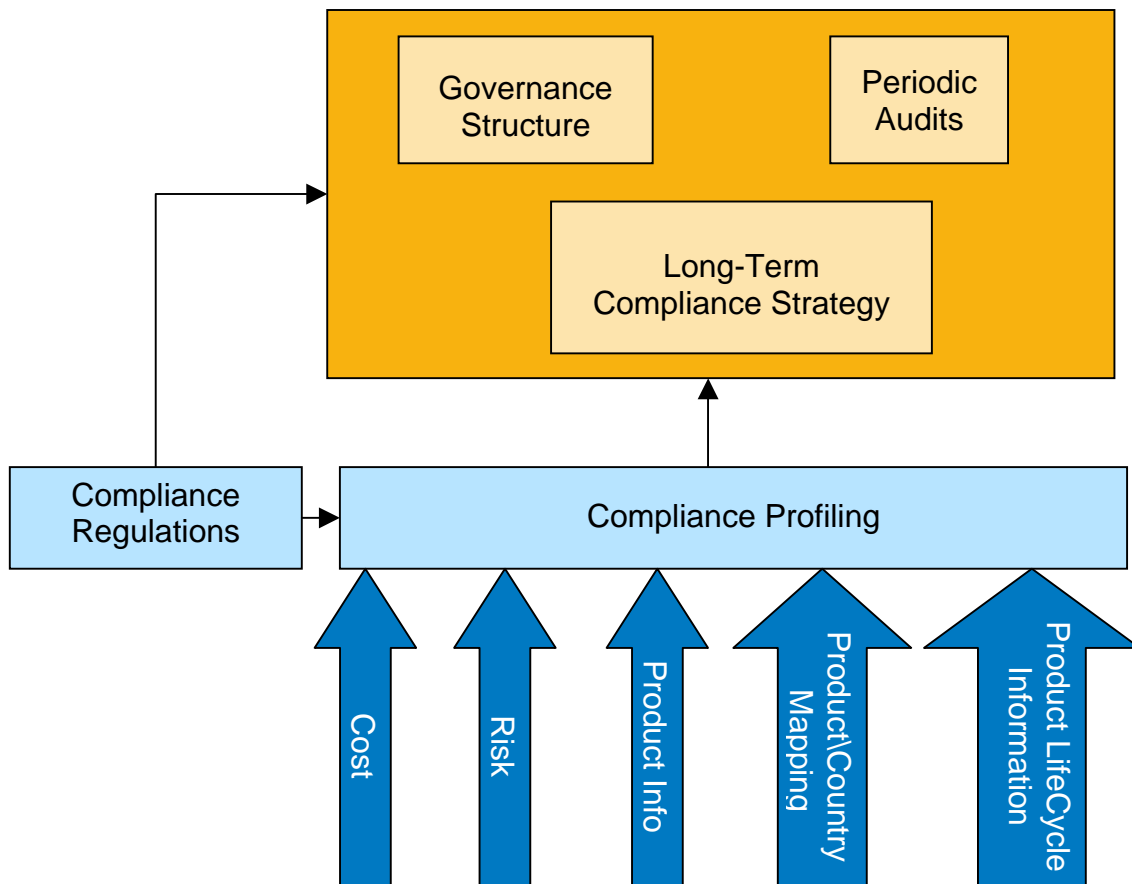 Governance
Structure
Periodic
Audits
Long-Term
Compliance Strategy
Compliance
Regulations
Compliance Profiling
Cost
Risk
Product Info
Product\Country
Mapping
Product LifeCycle
Information